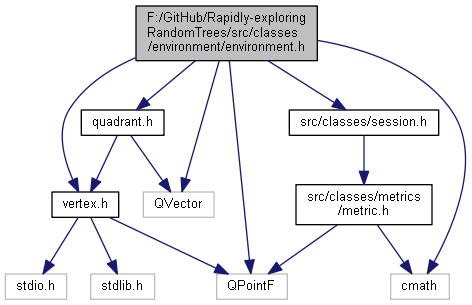 F:/GitHub/Rapidly-exploring
RandomTrees/src/classes
/environment/environment.h
quadrant.h
src/classes/session.h
vertex.h
QVector
src/classes/metrics
/metric.h
stdio.h
stdlib.h
QPointF
cmath